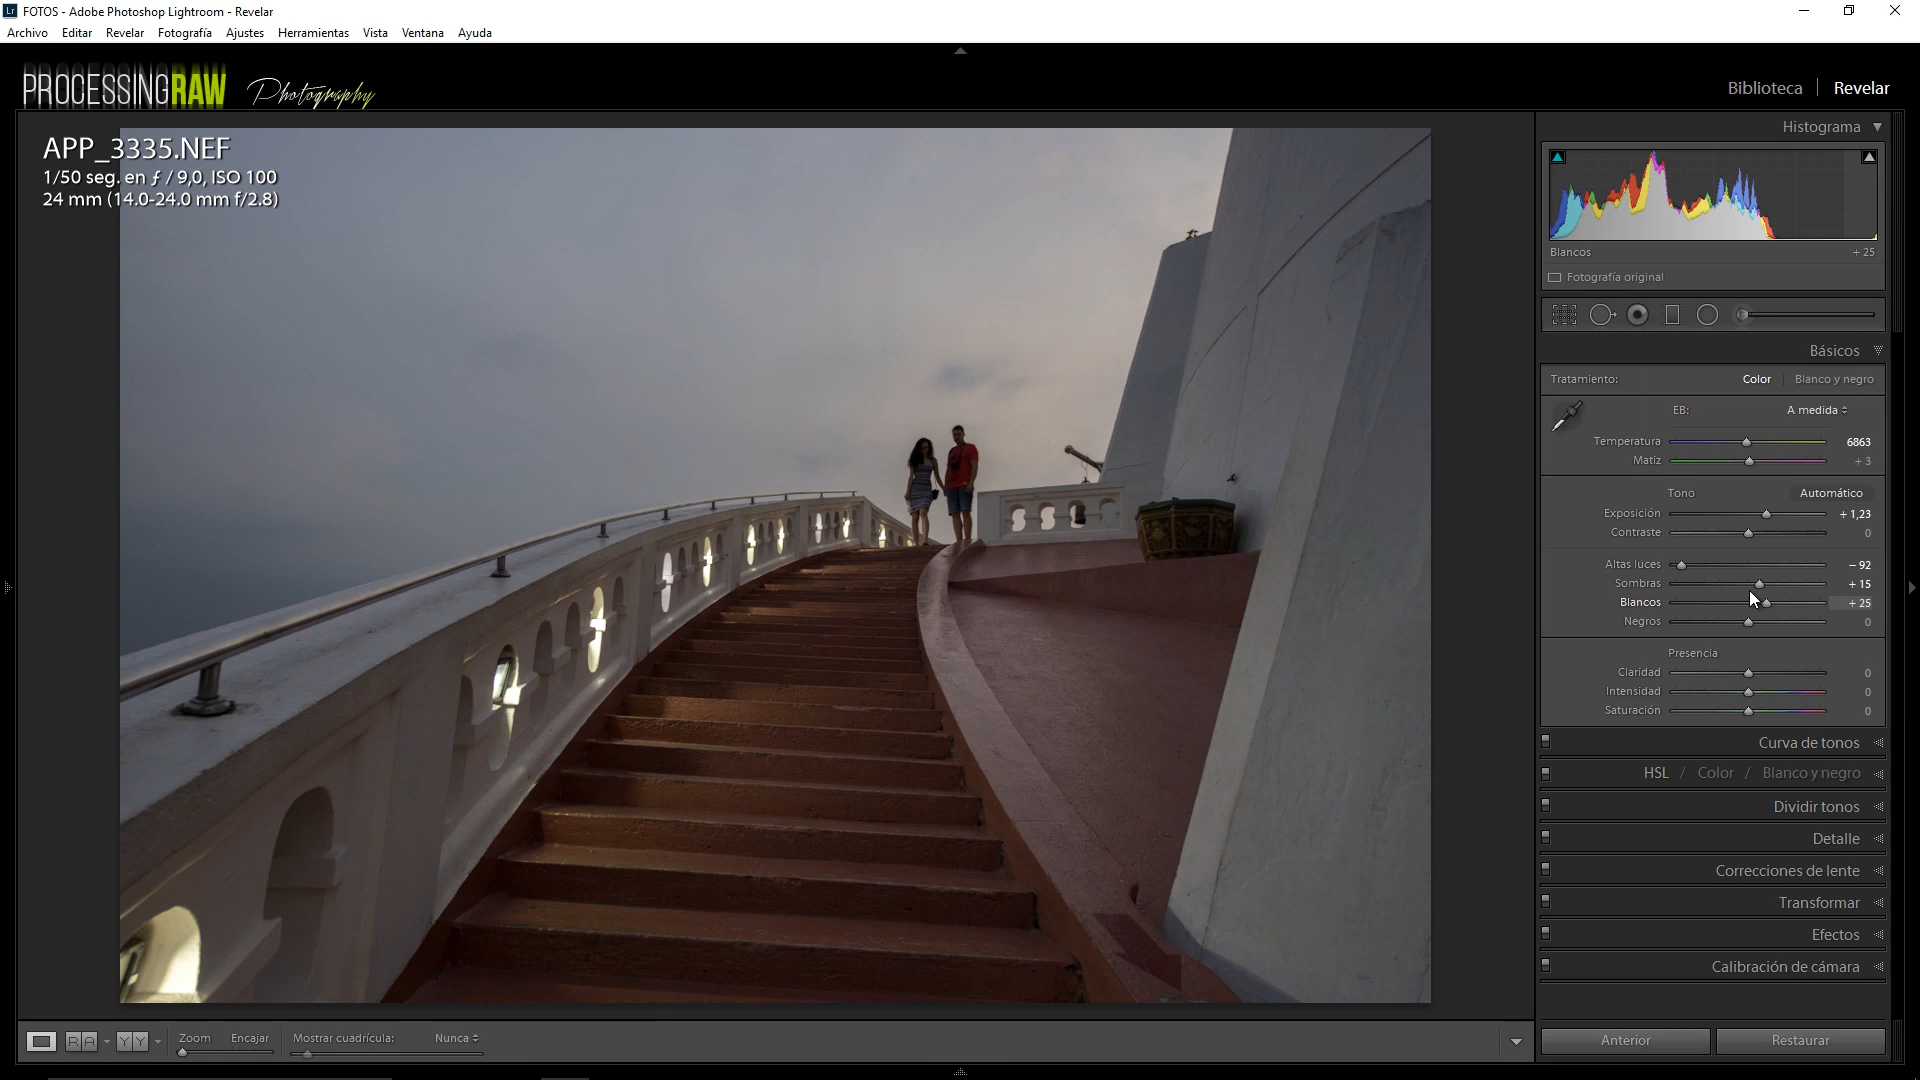 FOTOS - Adobe Photoshop Lightroom - Revelar
Archivo Editar Revelar Fotografía Ajustes Herramientas Vista Ventana Ayuda
PROCESSINGRAW Photography
Biblioteca | Revelar
APP_3335.NEF
1/50 seg. en ƒ / 9,0, ISO 100
24 mm (14.0-24.0 mm f/2.8)
Histograma
Blancos + 25
Fotografía original
Básicos
Tratamiento: Color Blanco y negro
EB: A medida
Temperatura 6863
Matiz + 3
Tono Automático
Exposición + 1,23
Contraste 0
Altas luces – 92
Sombras + 15
Blancos + 25
Negros 0
Presencia
Claridad 0
Intensidad 0
Saturación 0
Curva de tonos
HSL / Color / Blanco y negro
Dividir tonos
Detalle
Correcciones de lente
Transformar
Efectos
Calibración de cámara
RA YY Zoom Encajar Mostrar cuadrícula: Nunca
Anterior Restaurar